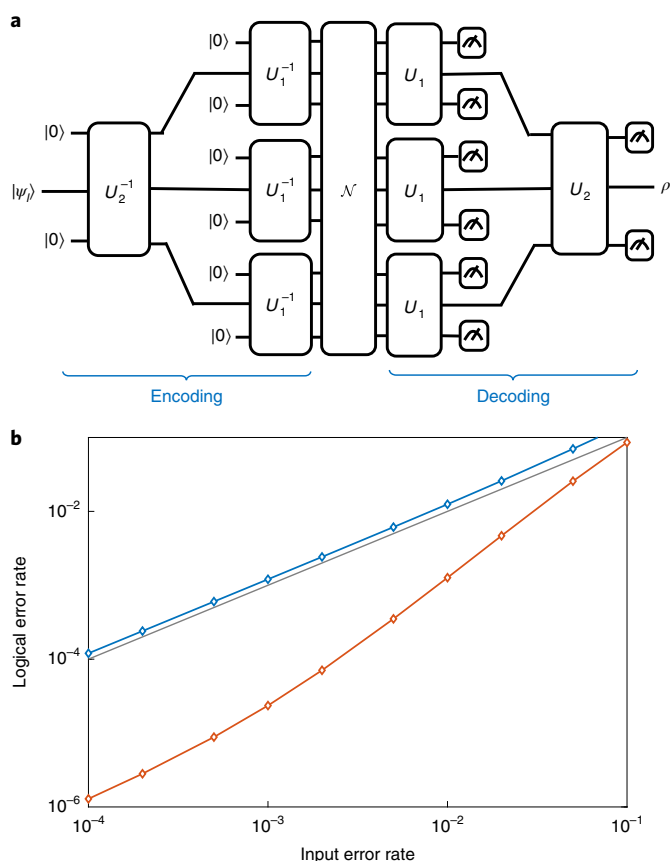 a
|0⟩
|0⟩
U₁⁻¹
U₁
|0⟩
U₂⁻¹
|ψ_I⟩
|0⟩
|0⟩
|0⟩
U₁⁻¹
𝒩
U₁
U₂
ρ
|0⟩
|0⟩
U₁⁻¹
U₁
Encoding
Decoding
b
Logical error rate
10⁻²
10⁻⁴
10⁻⁶
10⁻⁴
10⁻³
10⁻²
10⁻¹
Input error rate